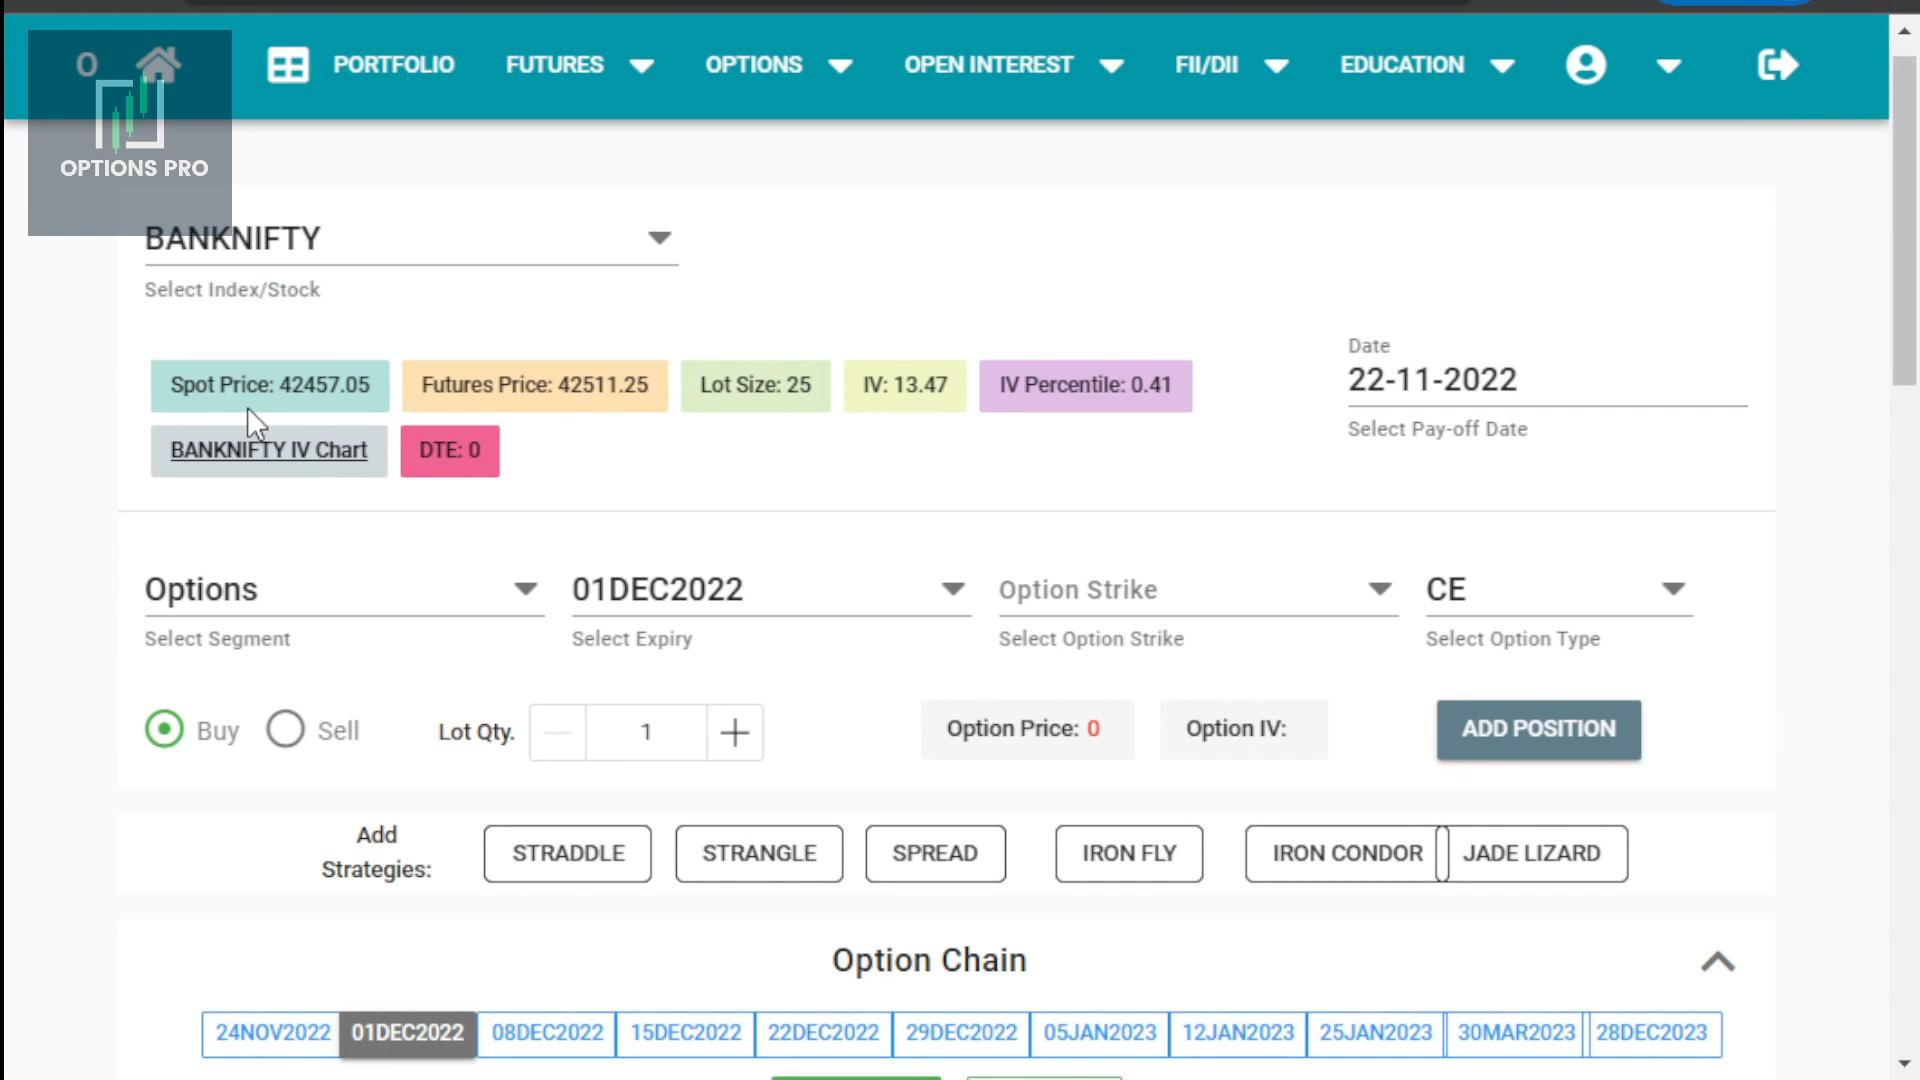 O PORTFOLIO FUTURES OPTIONS OPEN INTEREST FII/DII EDUCATION
OPTIONS PRO
BANKNIFTY
Select Index/Stock
Spot Price: 42457.05 Futures Price: 42511.25 Lot Size: 25 IV: 13.47 IV Percentile: 0.41
BANKNIFTY IV Chart DTE: 0
Date
22-11-2022
Select Pay-off Date
Options 01DEC2022 Option Strike CE
Select Segment Select Expiry Select Option Strike Select Option Type
Buy Sell Lot Qty. 1 Option Price: 0 Option IV: ADD POSITION
Add
Strategies:
STRADDLE STRANGLE SPREAD IRON FLY IRON CONDOR JADE LIZARD
Option Chain
24NOV2022 01DEC2022 08DEC2022 15DEC2022 22DEC2022 29DEC2022 05JAN2023 12JAN2023 25JAN2023 30MAR2023 28DEC2023